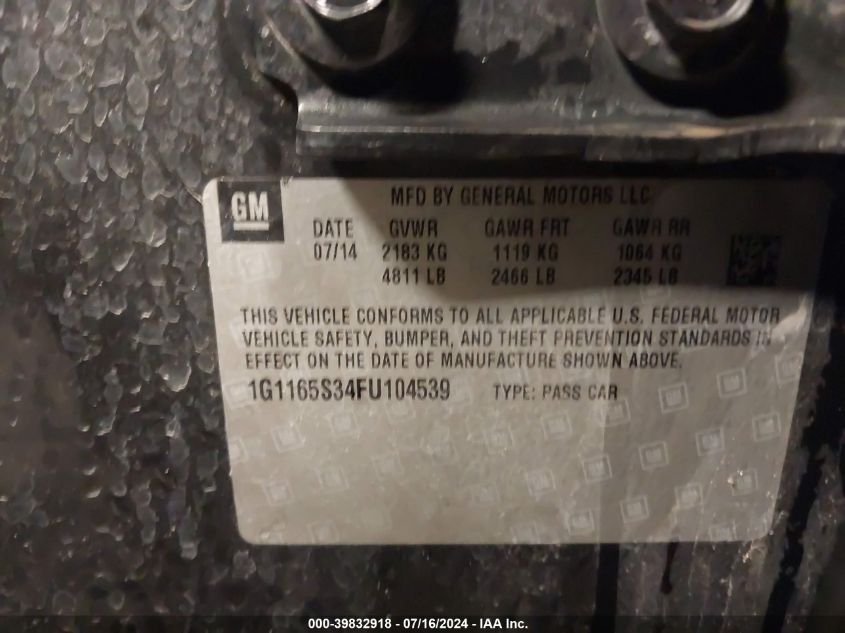 GM
MFD BY GENERAL MOTORS LLC
DATE GVWR GAWR FRT GAWR RR
07/14 2183 KG 1119 KG 1064 KG
4811 LB 2466 LB 2345 LB
THIS VEHICLE CONFORMS TO ALL APPLICABLE U.S. FEDERAL MOTOR
VEHICLE SAFETY, BUMPER, AND THEFT PREVENTION STANDARDS IN
EFFECT ON THE DATE OF MANUFACTURE SHOWN ABOVE.
1G1165S34FU104539 TYPE: PASS CAR
000-39832918 - 07/16/2024 - IAA Inc.